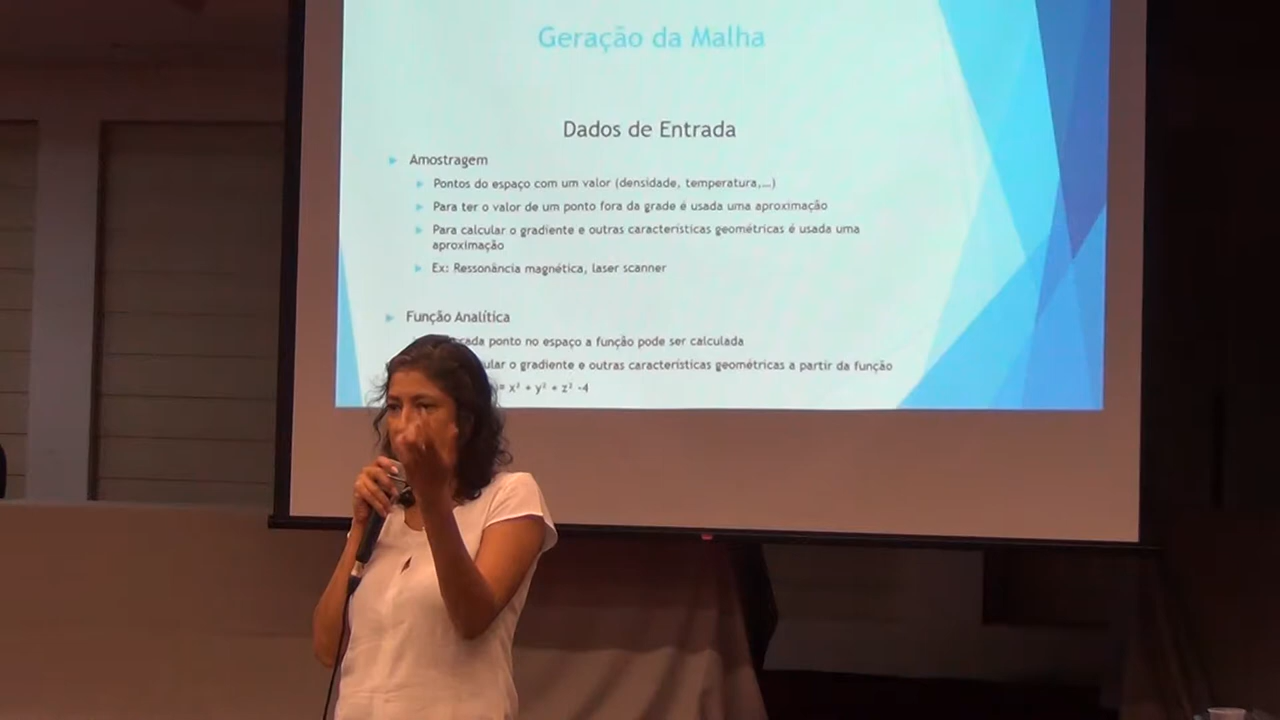 Geração da Malha
Dados de Entrada
Amostragem
Pontos do espaço com um valor (densidade, temperatura,…)
Para ter o valor de um ponto fora da grade é usada uma aproximação
Para calcular o gradiente e outras características geométricas é usada uma
aproximação
Ex: Ressonância magnética, laser scanner
Função Analítica
cada ponto no espaço a função pode ser calculada
o gradiente e outras características geométricas a partir da função
= x² + y² + z² -4